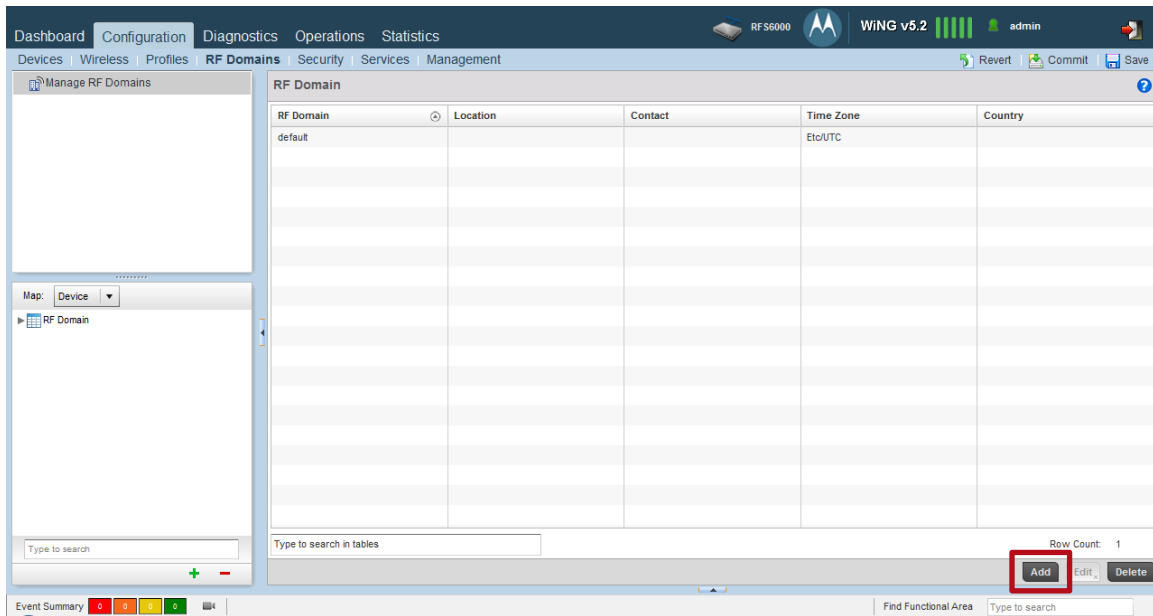 RFS6000 WiNG v5.2 admin
Dashboard Configuration Diagnostics Operations Statistics
Devices Wireless Profiles RF Domains Security Services Management Revert Commit Save
Manage RF Domains
RF Domain
RF Domain Location Contact Time Zone Country
default Etc/UTC
Map: Device
RF Domain
Type to search in tables Row Count: 1
Type to search
Add Edit Delete
Event Summary 0 0 0 0 Find Functional Area Type to search